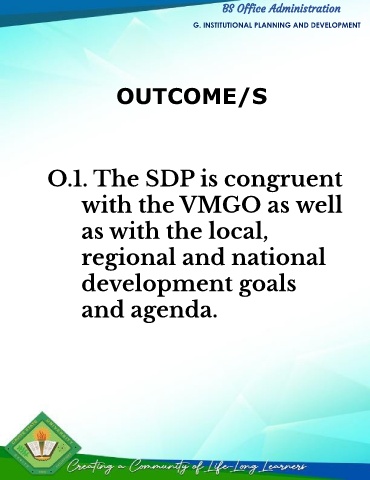 BS Office Administration
G. INSTITUTIONAL PLANNING AND DEVELOPMENT
OUTCOME/S
O.1. The SDP is congruent
with the VMGO as well
as with the local,
regional and national
development goals
and agenda.
Creating a Community of Life-Long Learners